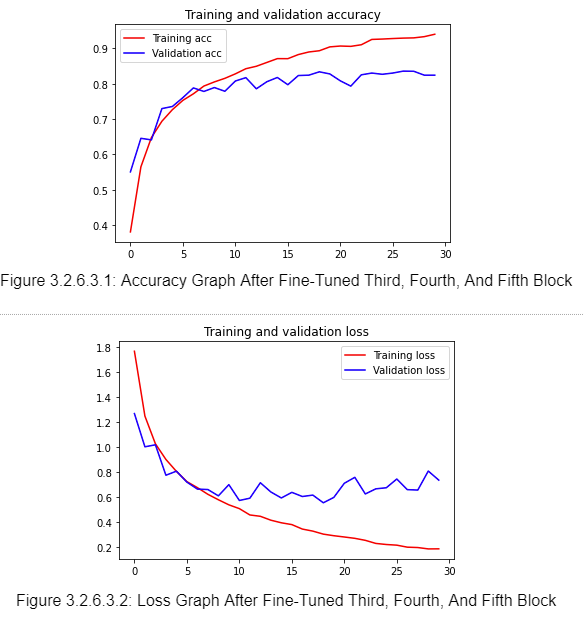 Training and validation accuracy
Training acc
Validation acc
0.9
0.8
0.7
0.6
0.5
0.4
0 5 10 15 20 25 30
Figure 3.2.6.3.1: Accuracy Graph After Fine-Tuned Third, Fourth, And Fifth Block
Training and validation loss
Training loss
Validation loss
1.8
1.6
1.4
1.2
1.0
0.8
0.6
0.4
0.2
0 5 10 15 20 25 30
Figure 3.2.6.3.2: Loss Graph After Fine-Tuned Third, Fourth, And Fifth Block